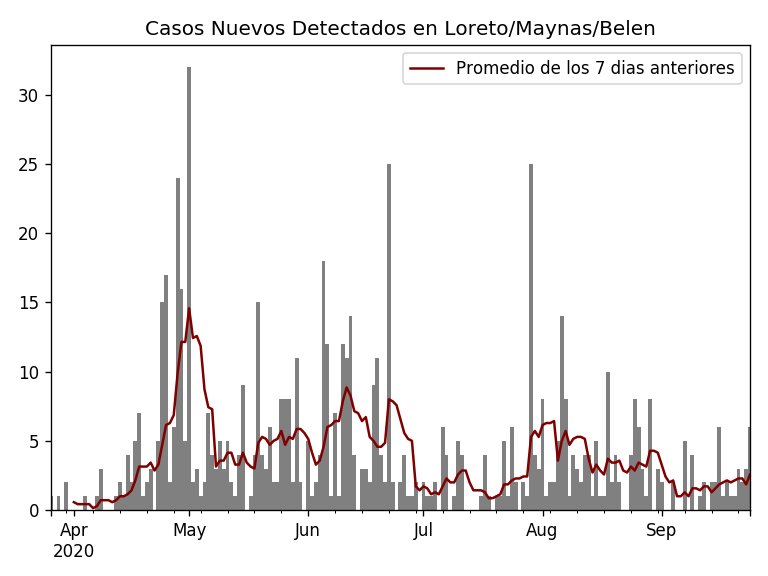 Casos Nuevos Detectados en Loreto/Maynas/Belen
Promedio de los 7 dias anteriores
30
25
20
15
10
5
0
Apr May Jun Jul Aug Sep
2020